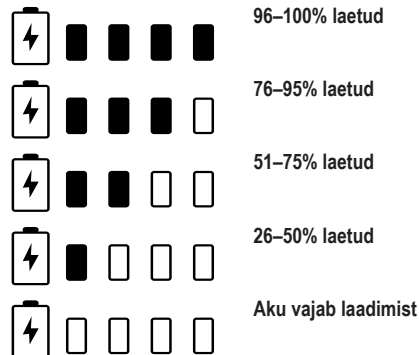 96–100% laetud
76–95% laetud
51–75% laetud
26–50% laetud
Aku vajab laadimist